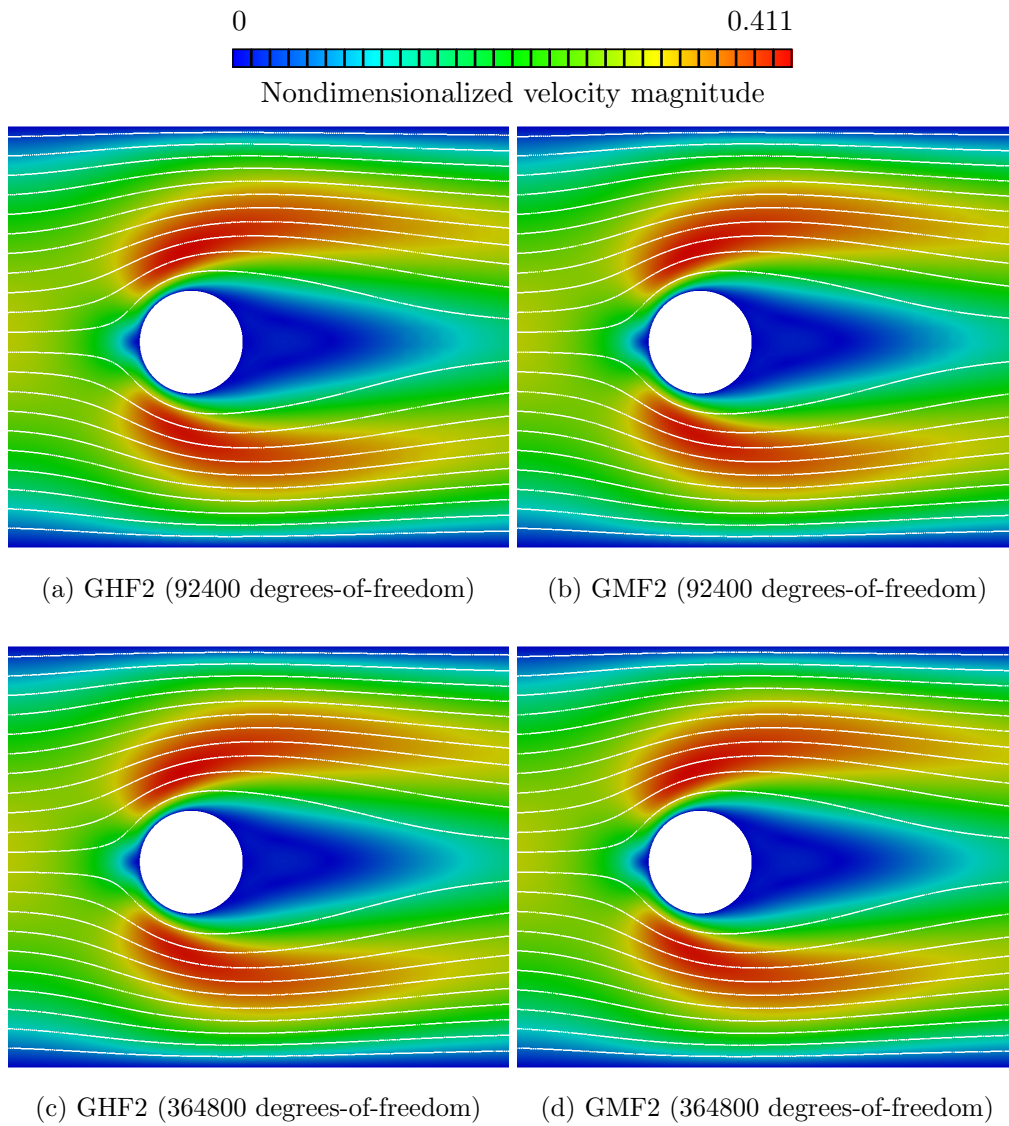 0 0.411
Nondimensionalized velocity magnitude
(a) GHF2 (92400 degrees-of-freedom)
(b) GMF2 (92400 degrees-of-freedom)
(c) GHF2 (364800 degrees-of-freedom)
(d) GMF2 (364800 degrees-of-freedom)